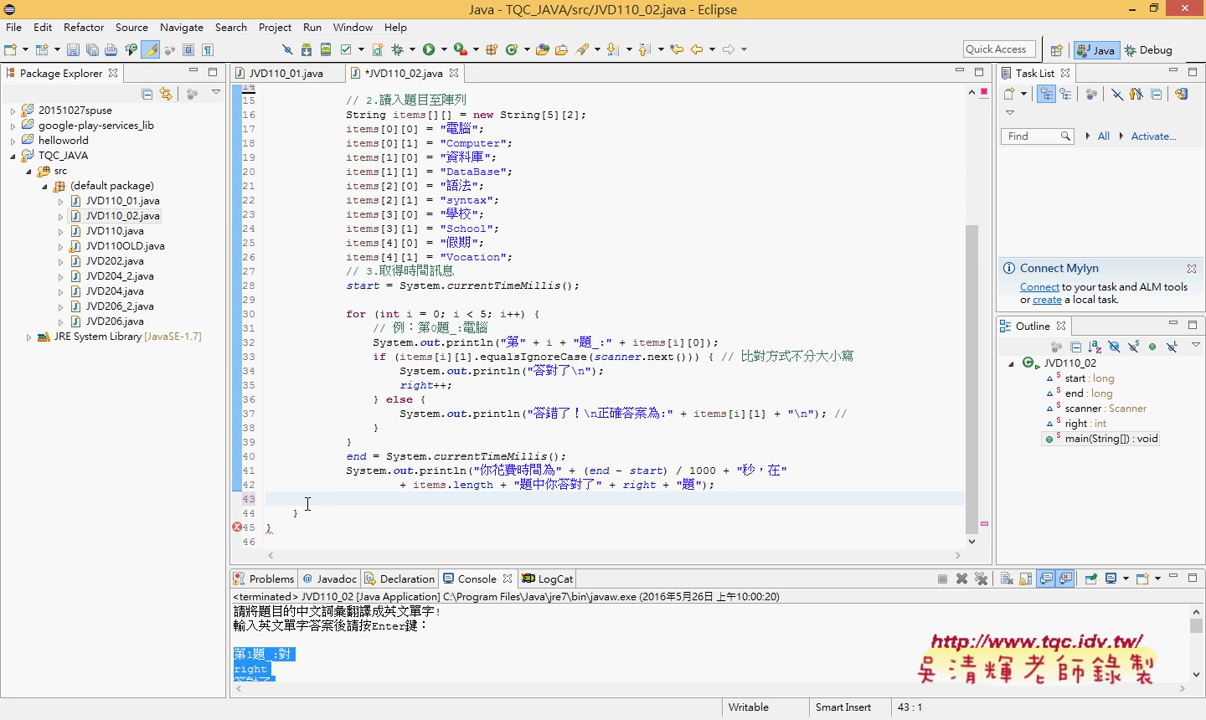 Java - TQC_JAVA/src/JVD110_02.java - Eclipse
File Edit Refactor Source Navigate Search Project Run Window Help
Quick Access
Java
Debug
Package Explorer
20151027spuse
google-play-services_lib
helloworld
TQC_JAVA
src
(default package)
JVD110_01.java
JVD110_02.java
JVD110.java
JVD110OLD.java
JVD202.java
JVD204_2.java
JVD204.java
JVD206_2.java
JVD206.java
JRE System Library [JavaSE-1.7]
JVD110_01.java
*JVD110_02.java
14
15 // 2.讀入題目至陣列
16 String items[][] = new String[5][2];
17 items[0][0] = "電腦";
18 items[0][1] = "Computer";
19 items[1][0] = "資料庫";
20 items[1][1] = "DataBase";
21 items[2][0] = "語法";
22 items[2][1] = "syntax";
23 items[3][0] = "學校";
24 items[3][1] = "School";
25 items[4][0] = "假期";
26 items[4][1] = "Vocation";
27 // 3.取得時間訊息
28 start = System.currentTimeMillis();
29
30 for (int i = 0; i < 5; i++) {
31 // 例：第0題_:電腦
32 System.out.println("第" + i + "題_:" + items[i][0]);
33 if (items[i][1].equalsIgnoreCase(scanner.next())) { // 比對方式不分大小寫
34 System.out.println("答對了\n");
35 right++;
36 } else {
37 System.out.println("答錯了！\n正確答案為:" + items[i][1] + "\n"); //
38 }
39 }
40 end = System.currentTimeMillis();
41 System.out.println("你花費時間為" + (end - start) / 1000 + "秒，在"
42 + items.length + "題中你答對了" + right + "題");
43
44 }
45 }
46
Task List
Find
All
Activate...
Connect Mylyn
Connect to your task and ALM tools
or create a local task.
Outline
JVD110_02
start : long
end : long
scanner : Scanner
right : int
main(String[]) : void
Problems
Javadoc
Declaration
Console
LogCat
<terminated> JVD110_02 [Java Application] C:\Program Files\Java\jre7\bin\javaw.exe (2016年5月26日 上午10:00:20)
請將題目的中文詞彙翻譯成英文單字!
輸入英文單字答案後請按Enter鍵：
第1題_:對
right
http://www.tqc.idv.tw/
吳清輝老師錄製
Writable
Smart Insert
43 : 1